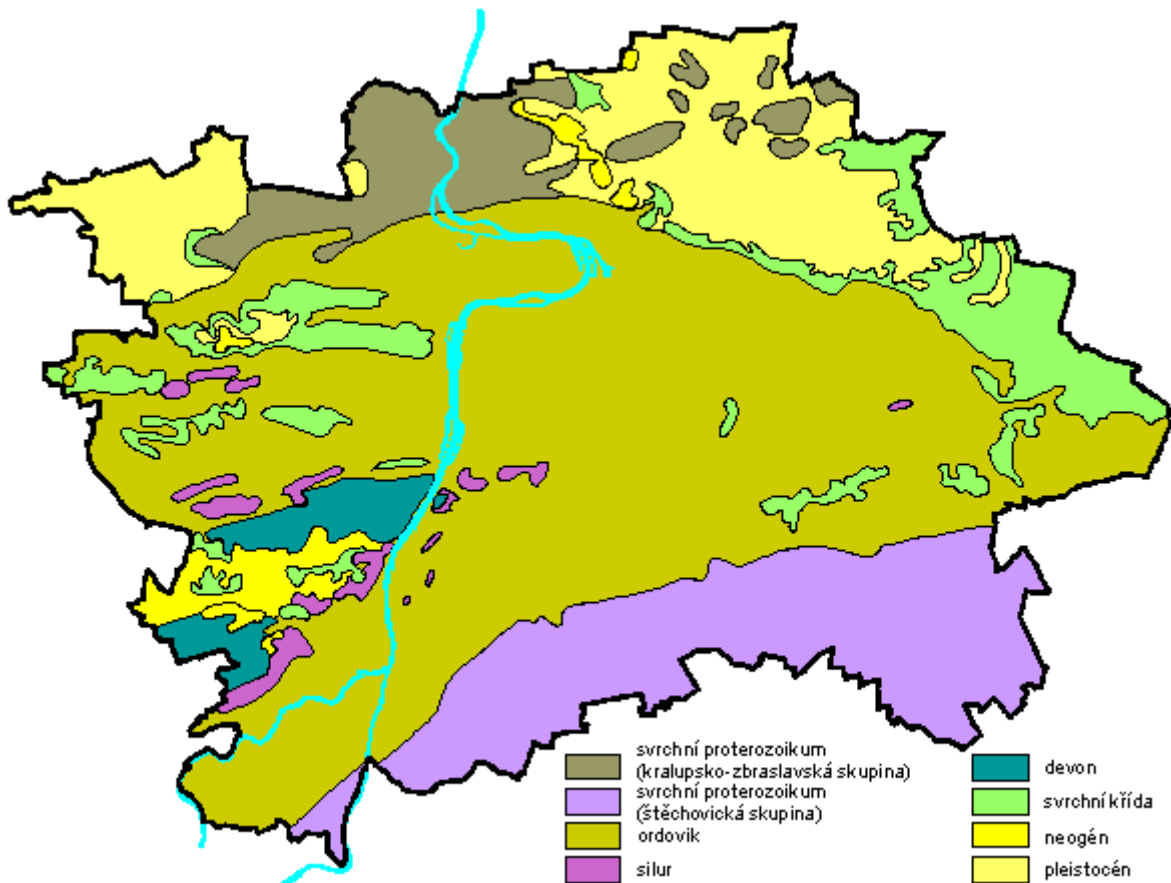 svrchní proterozoikum
(kralupsko-zbraslavská skupina)
svrchní proterozoikum
(štěchovická skupina)
ordovik
silur
devon
svrchní křída
neogén
pleistocén